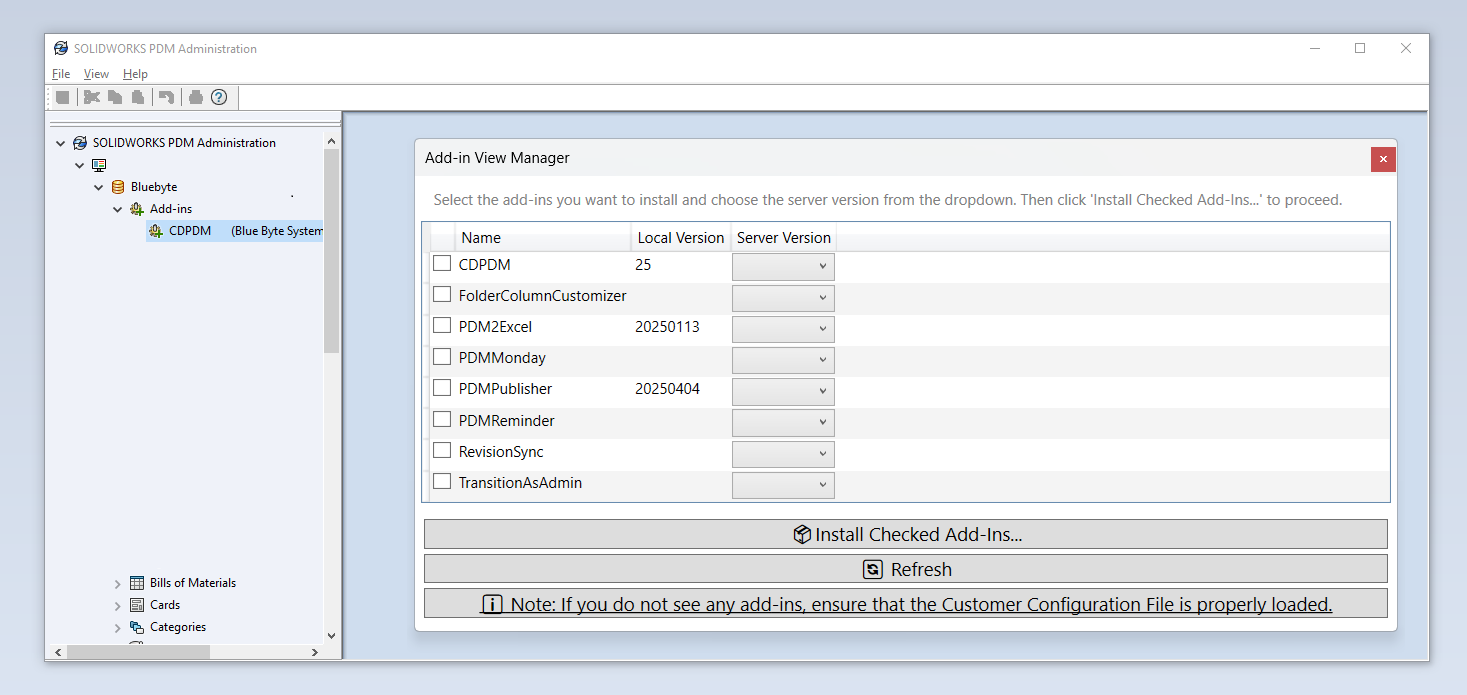 SOLIDWORKS PDM Administration
File View Help
SOLIDWORKS PDM Administration
Bluebyte
Add-ins
CDPDM (Blue Byte System
Bills of Materials
Cards
Categories
Add-in View Manager
Select the add-ins you want to install and choose the server version from the dropdown. Then click 'Install Checked Add-Ins...' to proceed.
Name Local Version Server Version
CDPDM 25
FolderColumnCustomizer
PDM2Excel 20250113
PDMMonday
PDMPublisher 20250404
PDMReminder
RevisionSync
TransitionAsAdmin
Install Checked Add-Ins...
Refresh
Note: If you do not see any add-ins, ensure that the Customer Configuration File is properly loaded.